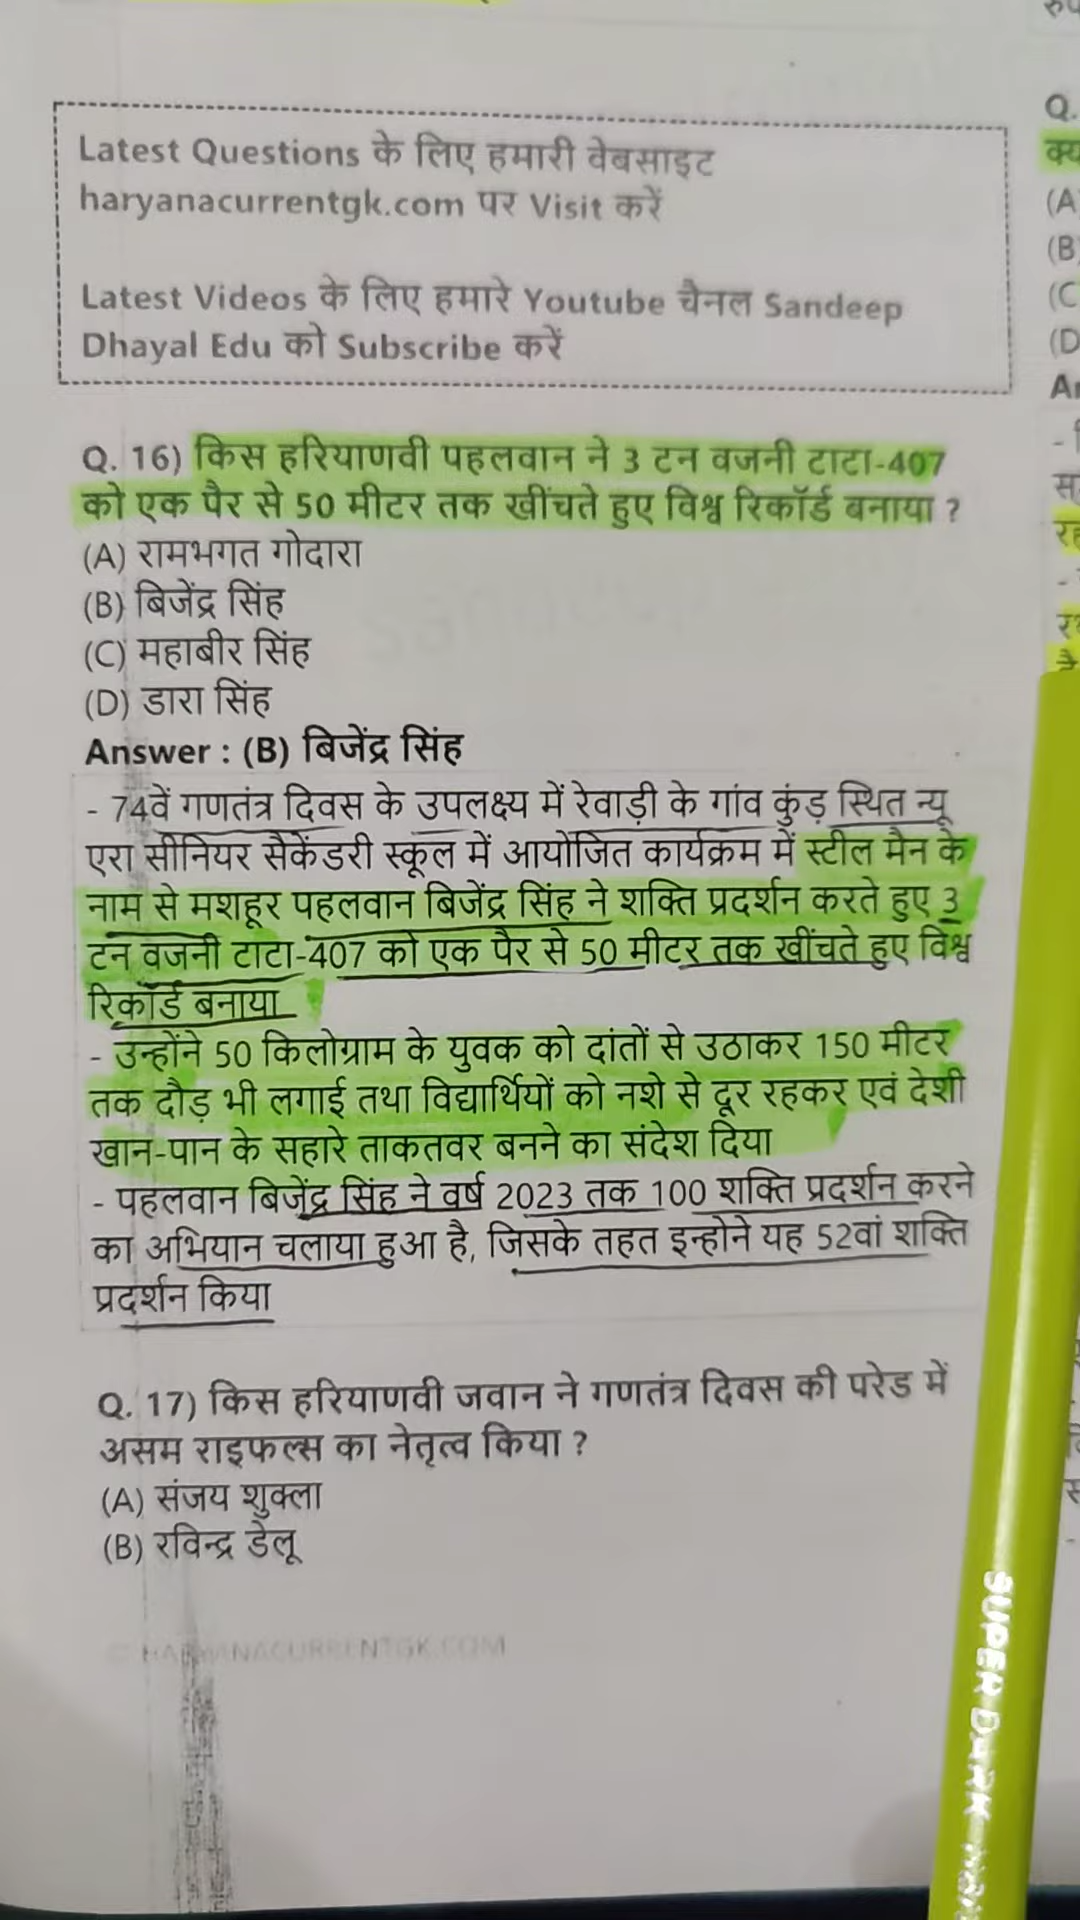 Latest Questions के लिए हमारी वेबसाइट
haryanacurrentgk.com पर Visit करें
Latest Videos के लिए हमारे Youtube चैनल Sandeep
Dhayal Edu को Subscribe करें
Q. 16) किस हरियाणवी पहलवान ने 3 टन वजनी टाटा-407
को एक पैर से 50 मीटर तक खींचते हुए विश्व रिकॉर्ड बनाया ?
(A) रामभगत गोदारा
(B) बिजेंद्र सिंह
(C) महाबीर सिंह
(D) डारा सिंह
Answer : (B) बिजेंद्र सिंह
- 74वें गणतंत्र दिवस के उपलक्ष्य में रेवाड़ी के गांव कुंड़ स्थित न्यू
एरा सीनियर सैकेंडरी स्कूल में आयोजित कार्यक्रम में स्टील मैन के
नाम से मशहूर पहलवान बिजेंद्र सिंह ने शक्ति प्रदर्शन करते हुए 3
टन वजनी टाटा-407 को एक पैर से 50 मीटर तक खींचते हुए विश्व
रिकॉर्ड बनाया
- उन्होंने 50 किलोग्राम के युवक को दांतों से उठाकर 150 मीटर
तक दौड़ भी लगाई तथा विद्यार्थियों को नशे से दूर रहकर एवं देशी
खान-पान के सहारे ताकतवर बनने का संदेश दिया
- पहलवान बिजेंद्र सिंह ने वर्ष 2023 तक 100 शक्ति प्रदर्शन करने
का अभियान चलाया हुआ है, जिसके तहत इन्होने यह 52वां शक्ति
प्रदर्शन किया
Q. 17) किस हरियाणवी जवान ने गणतंत्र दिवस की परेड में
असम राइफल्स का नेतृत्व किया ?
(A) संजय शुक्ला
(B) रविन्द्र डेलू
© HARYANACURRENTGK.COM
Q.
(A
(B)
(C
(D
SUPER DARK